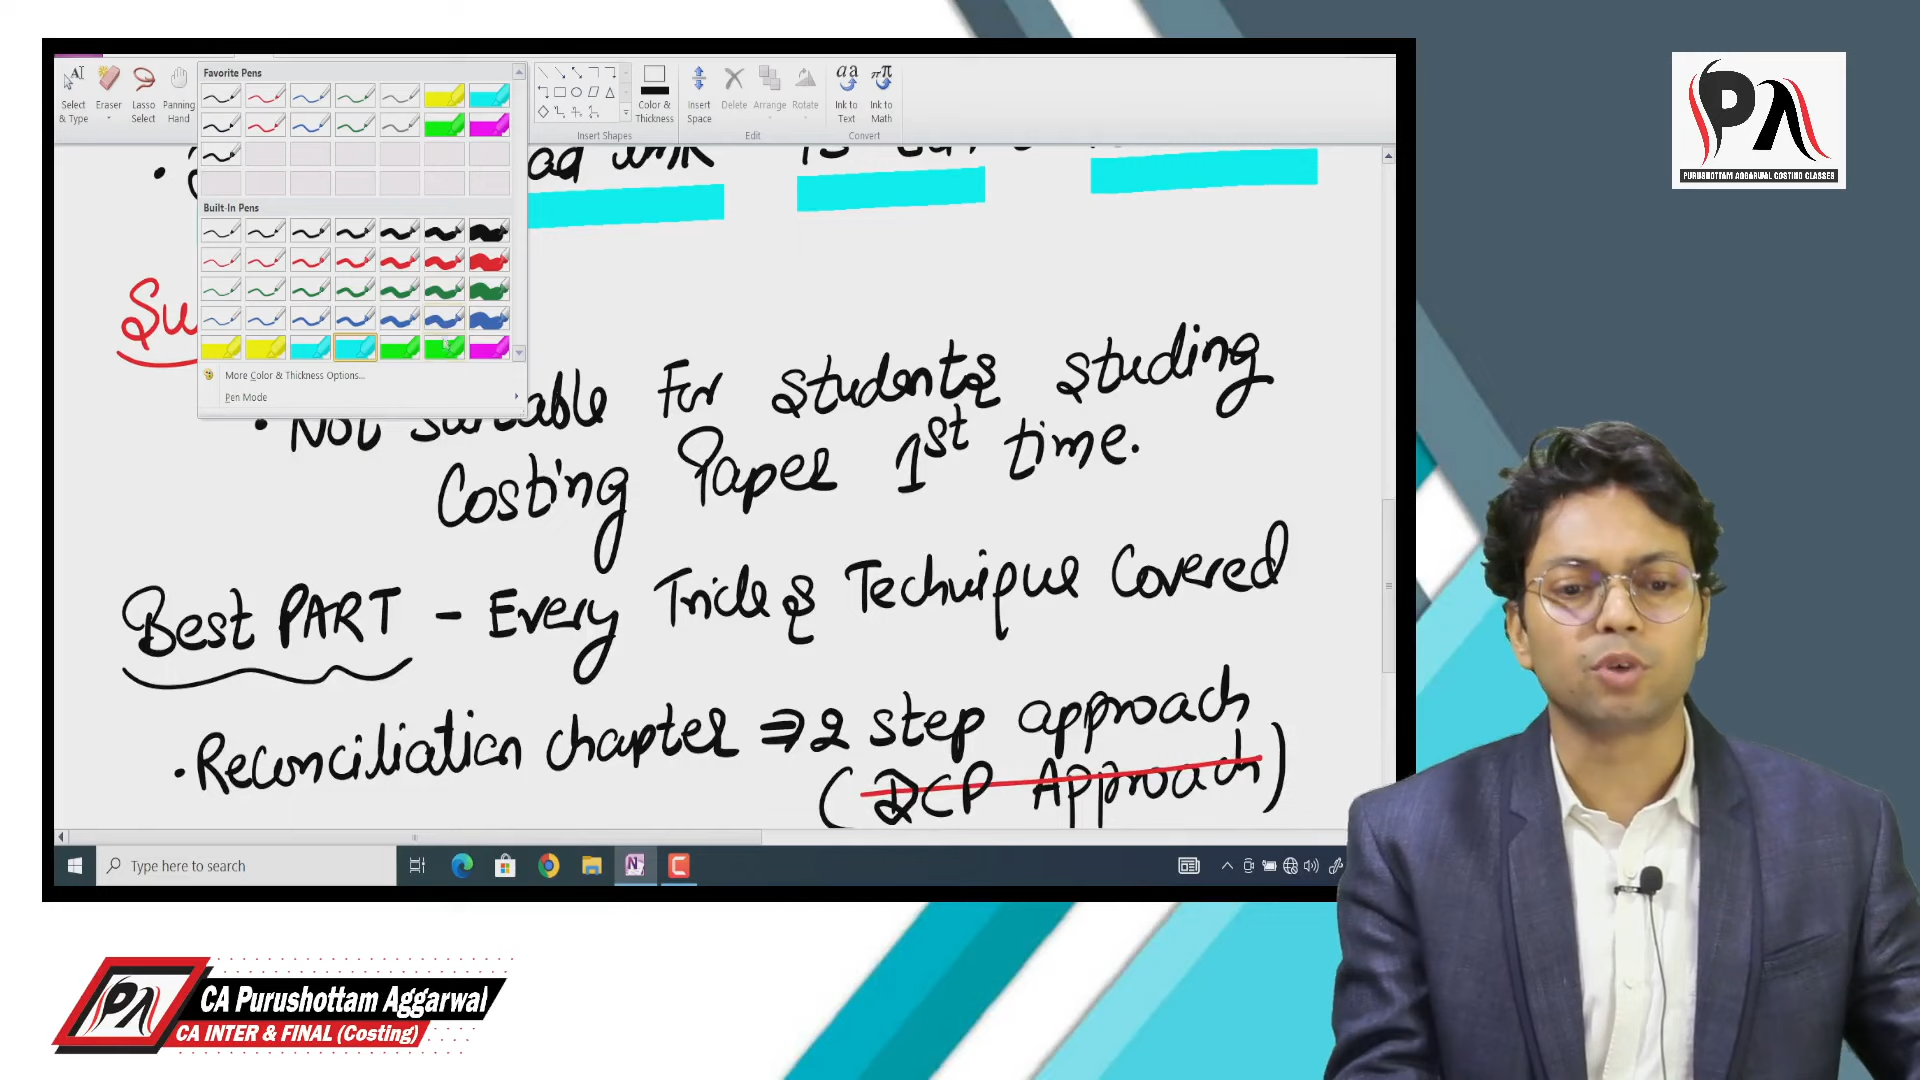 PURUSHOTTAM AGGARWAL COSTING CLASSES
Select & Type
Eraser
Lasso Select
Panning Hand
Favorite Pens
Built-In Pens
More Color & Thickness Options...
Pen Mode
Color & Thickness
Insert Shapes
Insert Space
Delete
Arrange
Rotate
Edit
Ink to Text
Ink to Math
Convert
Su
• Not suitable For Students studing
Costing Paper 1st time.
Best PART - Every Trick & Technique Covered
• Reconciliation chapter ⇒ 2 step approach
(DCP Approach)
Type here to search
PA
CA Purushottam Aggarwal
CA INTER & FINAL (Costing)